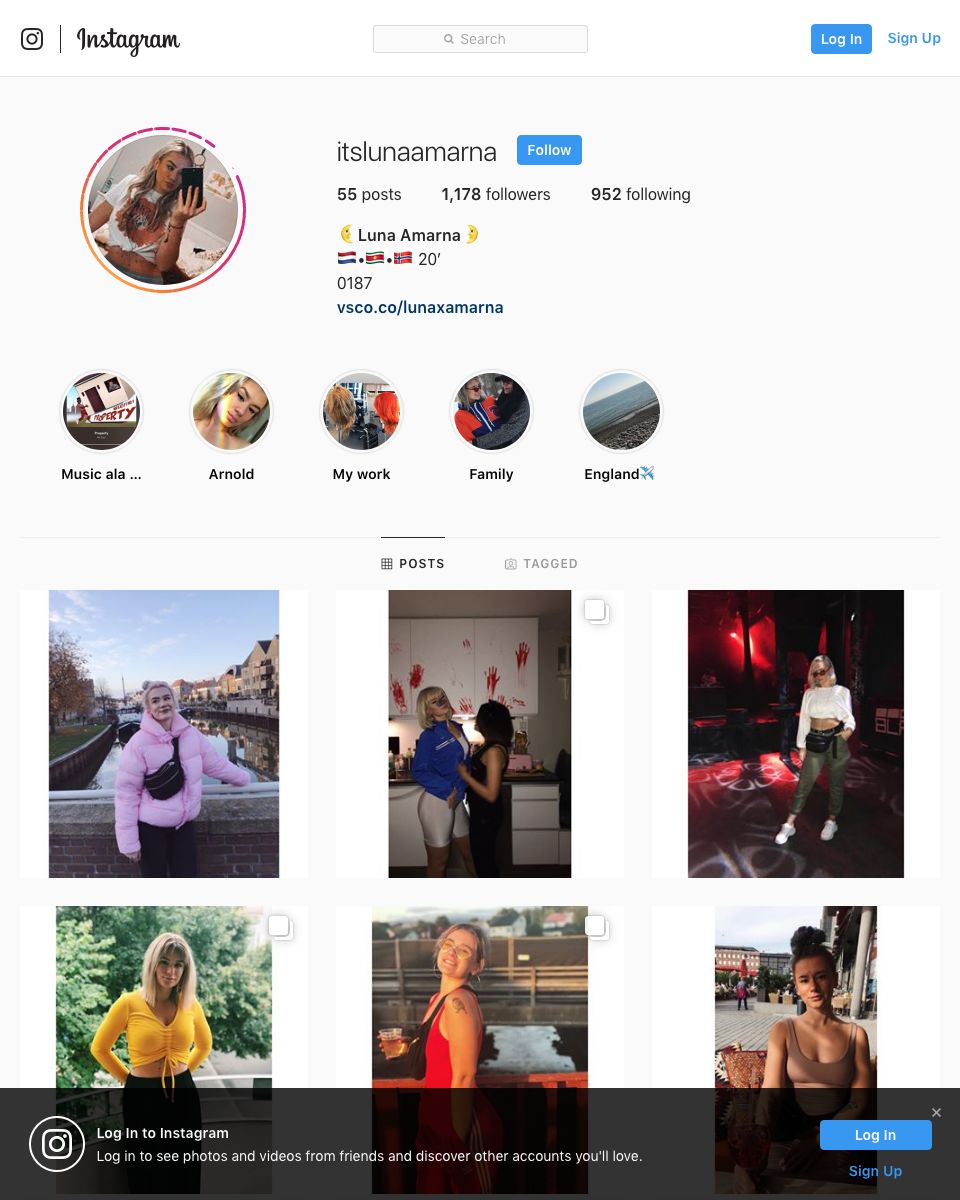 Instagram
Search
Log In
Sign Up
itslunaamarna
Follow
55 posts
1,178 followers
952 following
🌜Luna Amarna🌛
🇳🇱•🇸🇷•🇳🇴 20’
0187
vsco.co/lunaxamarna
PROPERTY
Property
Music ala ...
Arnold
My work
Family
England✈️
POSTS
TAGGED
Log In to Instagram
Log in to see photos and videos from friends and discover other accounts you'll love.
Log In
Sign Up